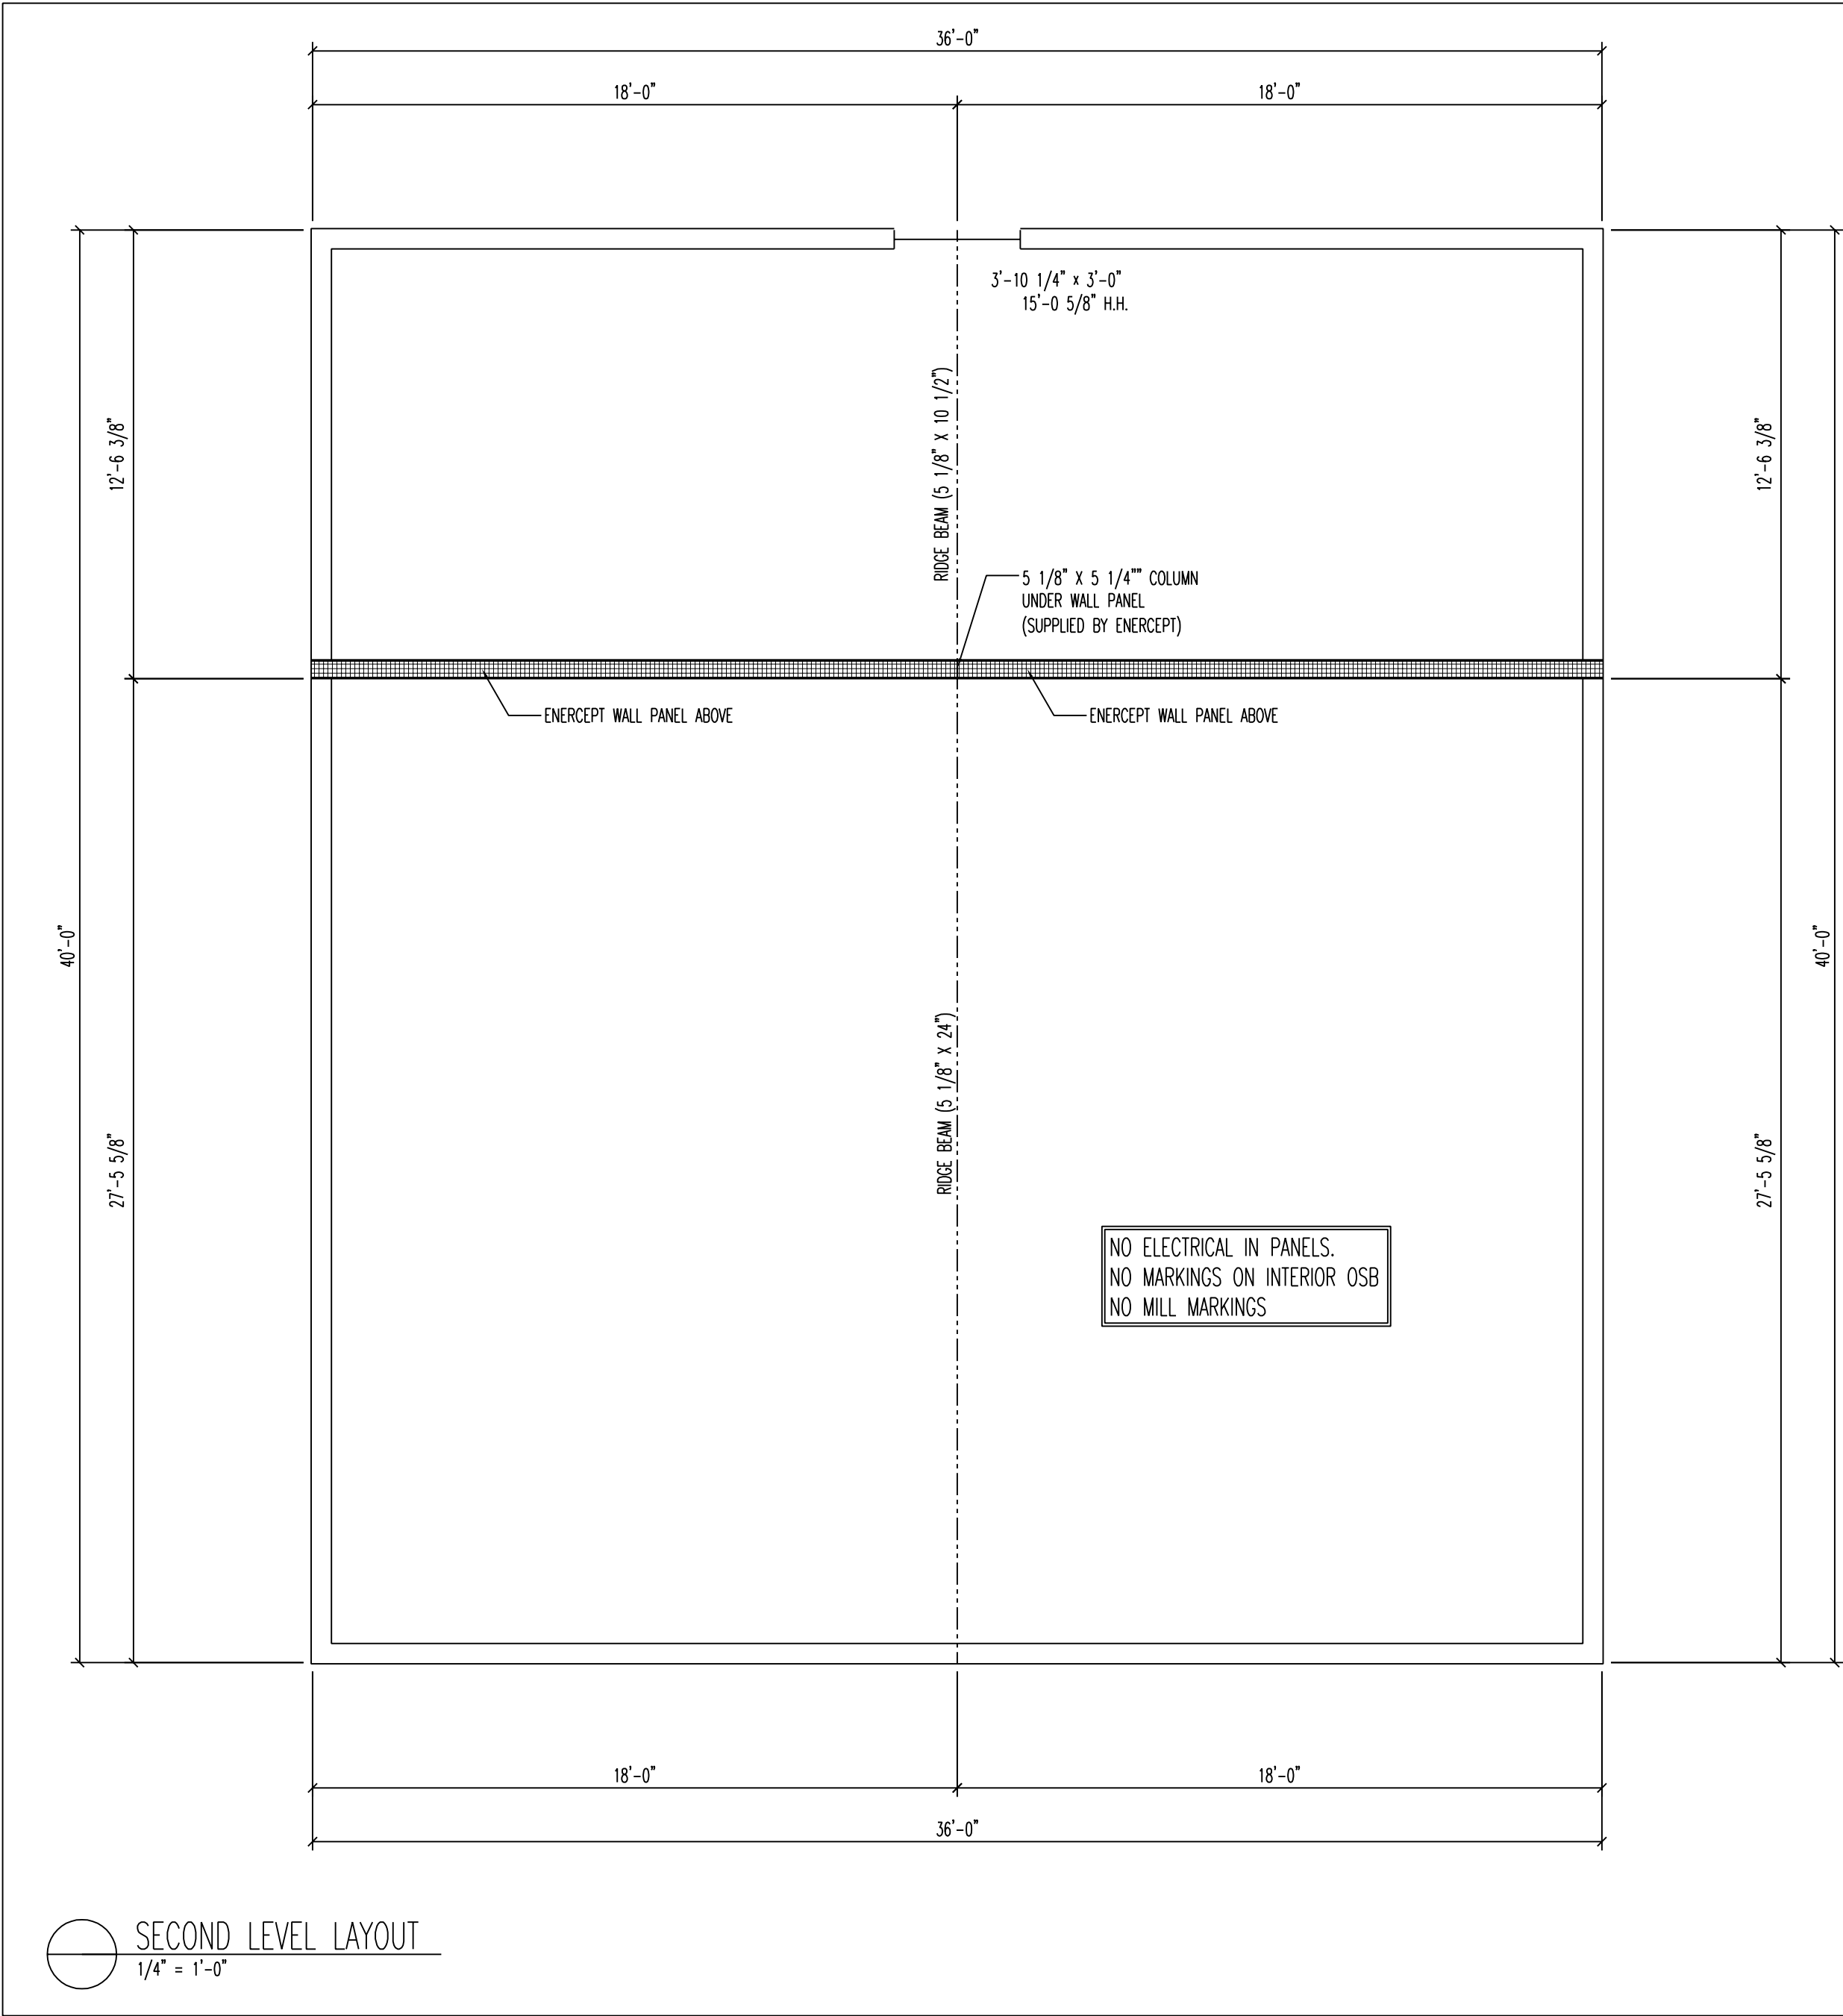 36'-0"
18'-0"
18'-0"
3'-10 1/4" x 3'-0"
15'-0 5/8" H.H.
12'-6 3/8"
12'-6 3/8"
RIDGE BEAM (5 1/8" X 10 1/2")
5 1/8" X 5 1/4"" COLUMN
UNDER WALL PANEL
(SUPPLIED BY ENERCEPT)
ENERCEPT WALL PANEL ABOVE
ENERCEPT WALL PANEL ABOVE
40'-0"
40'-0"
RIDGE BEAM (5 1/8" X 24")
27'-5 5/8"
27'-5 5/8"
NO ELECTRICAL IN PANELS.
NO MARKINGS ON INTERIOR OSB
NO MILL MARKINGS
18'-0"
18'-0"
36'-0"
SECOND LEVEL LAYOUT
1/4" = 1'-0"